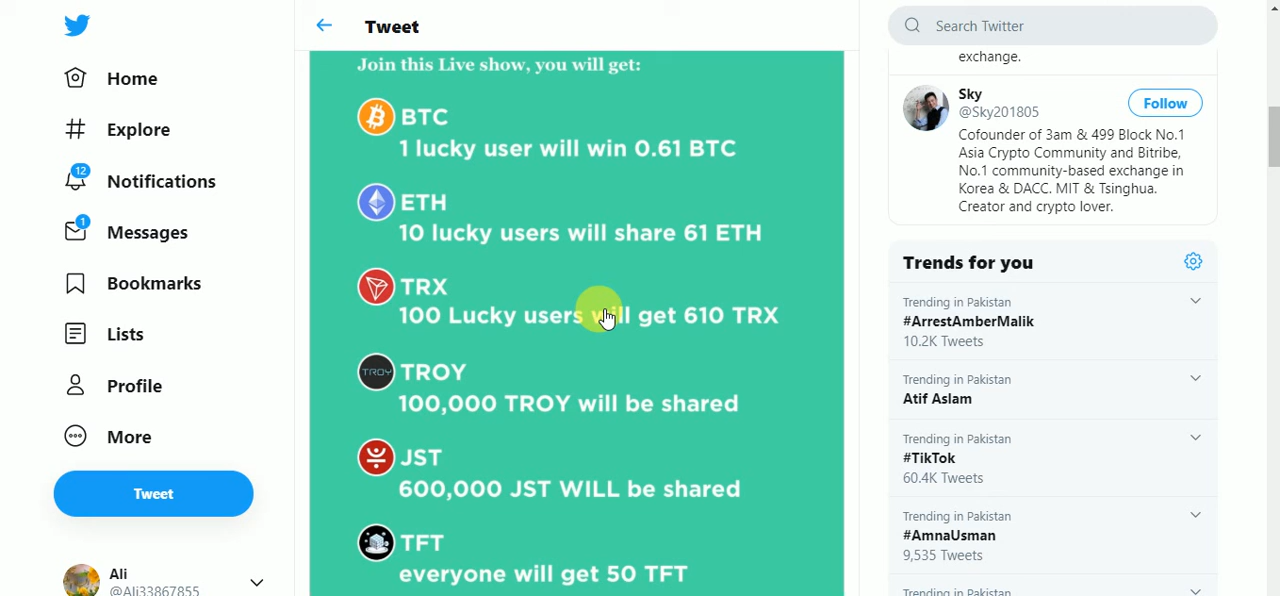 Home
Explore
12
Notifications
1
Messages
Bookmarks
Lists
Profile
More
Tweet
Ali
@Ali33867855
Tweet
Join this Live show, you will get:
BTC
1 lucky user will win 0.61 BTC
ETH
10 lucky users will share 61 ETH
TRX
100 Lucky users will get 610 TRX
TROY
TROY
100,000 TROY will be shared
JST
600,000 JST WILL be shared
TFT
everyone will get 50 TFT
Search Twitter
exchange.
Sky
@Sky201805
Follow
Cofounder of 3am & 499 Block No.1
Asia Crypto Community and Bitribe,
No.1 community-based exchange in
Korea & DACC. MIT & Tsinghua.
Creator and crypto lover.
Trends for you
Trending in Pakistan
#ArrestAmberMalik
10.2K Tweets
Trending in Pakistan
Atif Aslam
Trending in Pakistan
#TikTok
60.4K Tweets
Trending in Pakistan
#AmnaUsman
9,535 Tweets
Trending in Pakistan